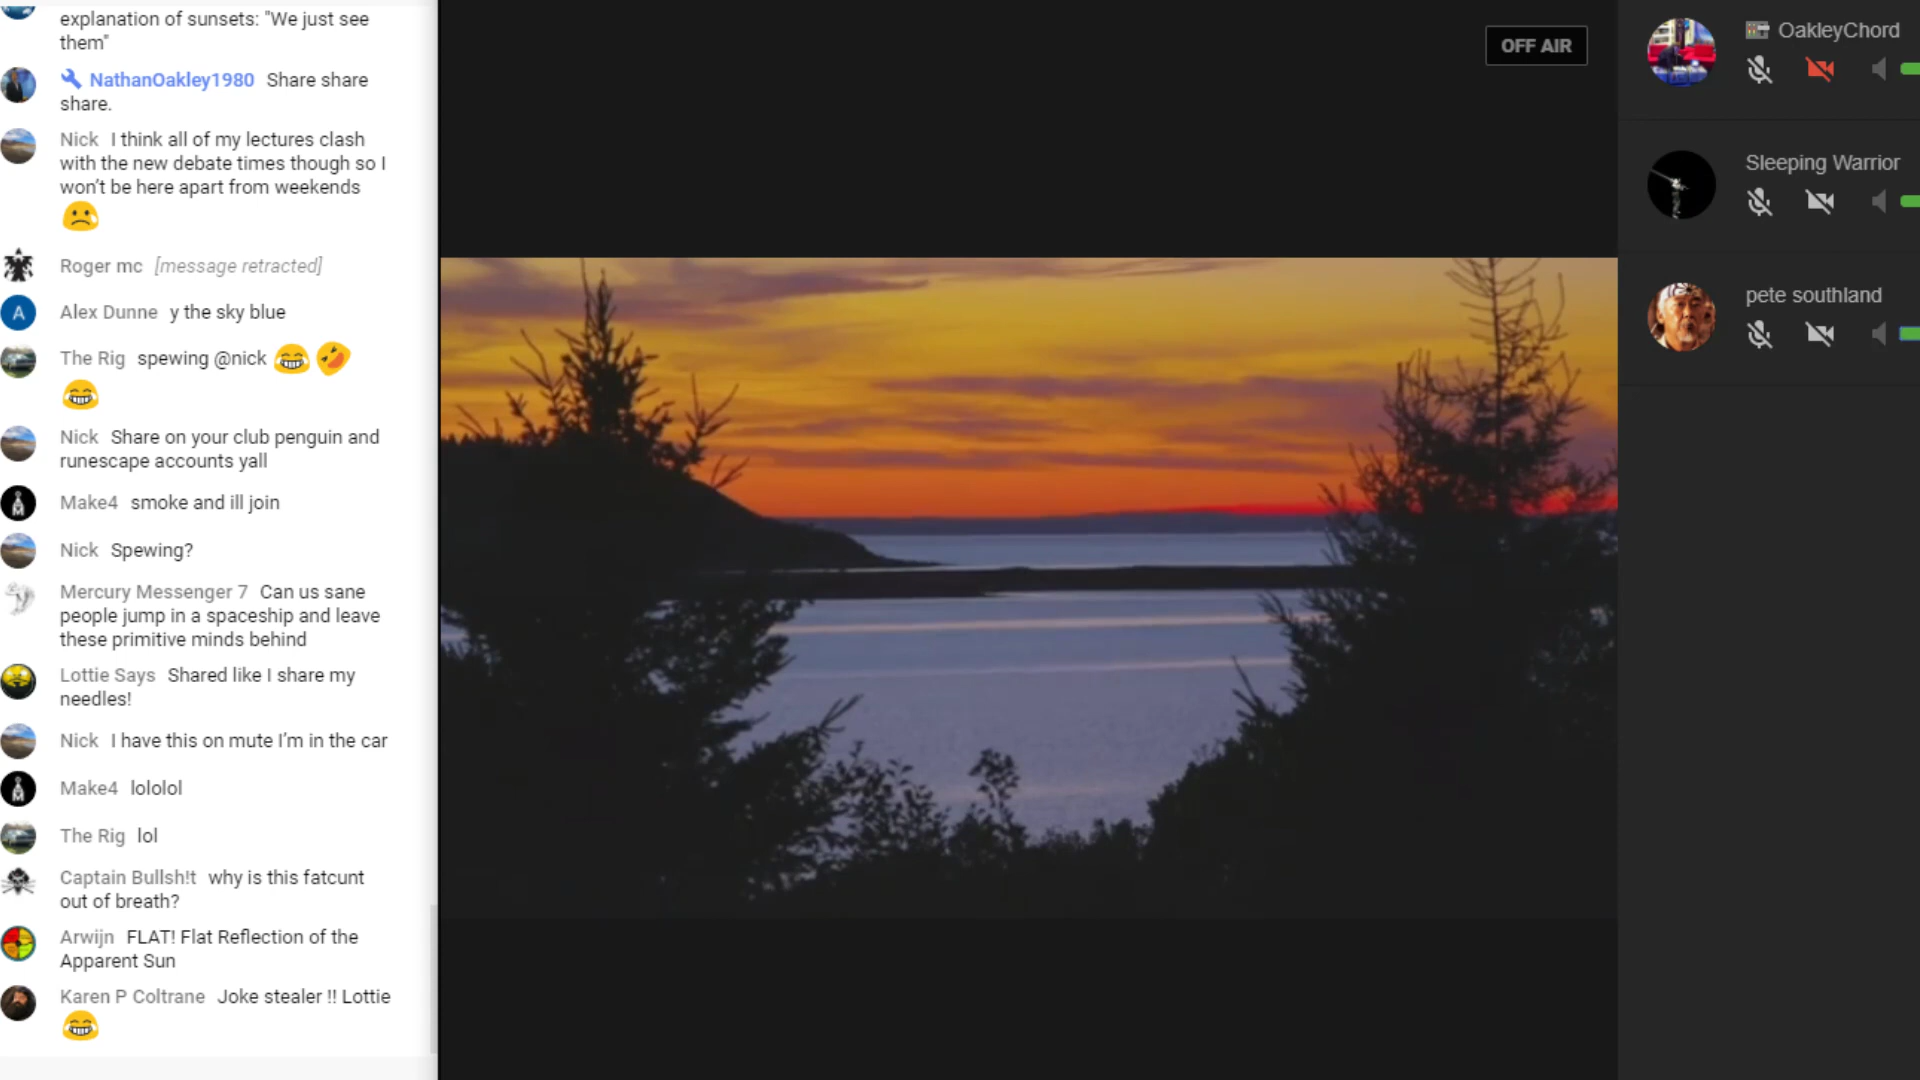 explanation of sunsets: "We just see
them"
NathanOakley1980 Share share
share.
Nick I think all of my lectures clash
with the new debate times though so I
won't be here apart from weekends
Roger mc [message retracted]
A
Alex Dunne y the sky blue
The Rig spewing @nick
Nick Share on your club penguin and
runescape accounts yall
Make4 smoke and ill join
Nick Spewing?
Mercury Messenger 7 Can us sane
people jump in a spaceship and leave
these primitive minds behind
Lottie Says Shared like I share my
needles!
Nick I have this on mute I'm in the car
Make4 lololol
The Rig lol
Captain Bullsh!t why is this fatcunt
out of breath?
Arwijn FLAT! Flat Reflection of the
Apparent Sun
Karen P Coltrane Joke stealer !! Lottie
OFF AIR
OakleyChord
Sleeping Warrior
pete southland